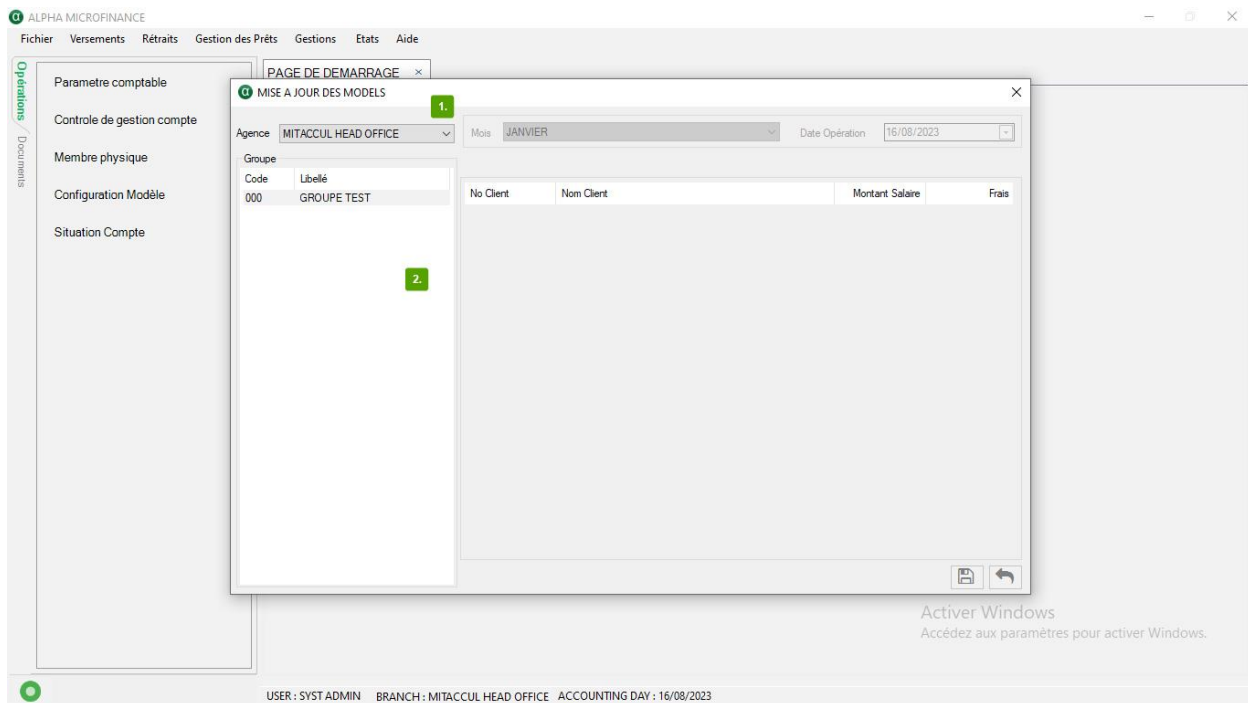 α ALPHA MICROFINANCE
Fichier Versements Rétraits Gestion des Prêts Gestions Etats Aide
Opérations
Documents
Parametre comptable
Controle de gestion compte
Membre physique
Configuration Modèle
Situation Compte
PAGE DE DEMARRAGE ×
α MISE A JOUR DES MODELS
1.
Agence MITACCUL HEAD OFFICE
Mois JANVIER Date Opération 16/08/2023
Groupe
Code Libellé
000 GROUPE TEST
2.
No Client Nom Client Montant Salaire Frais
Activer Windows
Accédez aux paramètres pour activer Windows.
USER : SYST ADMIN BRANCH : MITACCUL HEAD OFFICE ACCOUNTING DAY : 16/08/2023